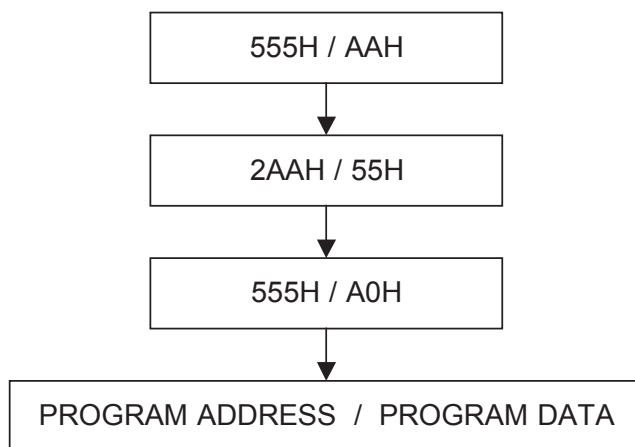 555H / AAH
2AAH / 55H
555H / A0H
PROGRAM ADDRESS / PROGRAM DATA